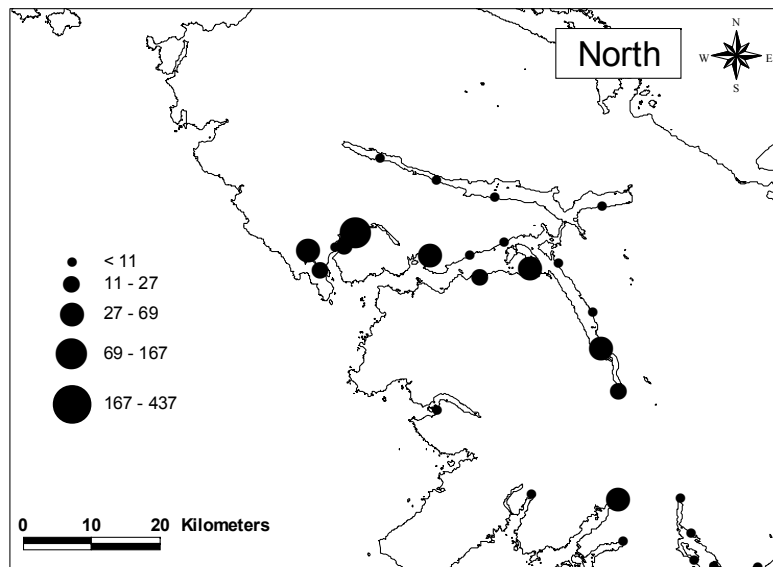 North
N
W E
S
< 11
11 - 27
27 - 69
69 - 167
167 - 437
0 10 20 Kilometers